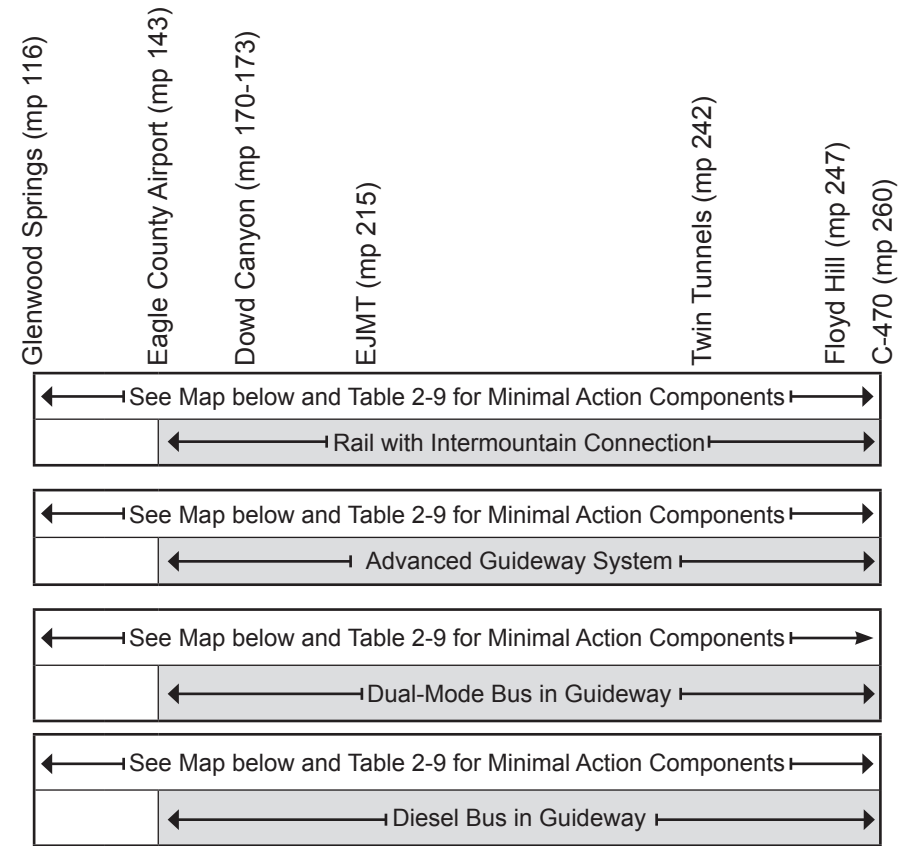 Glenwood Springs (mp 116)
Eagle County Airport (mp 143)
Dowd Canyon (mp 170-173)
EJMT (mp 215)
Twin Tunnels (mp 242)
Floyd Hill (mp 247)
C-470 (mp 260)
See Map below and Table 2-9 for Minimal Action Components
Rail with Intermountain Connection
See Map below and Table 2-9 for Minimal Action Components
Advanced Guideway System
See Map below and Table 2-9 for Minimal Action Components
Dual-Mode Bus in Guideway
See Map below and Table 2-9 for Minimal Action Components
Diesel Bus in Guideway